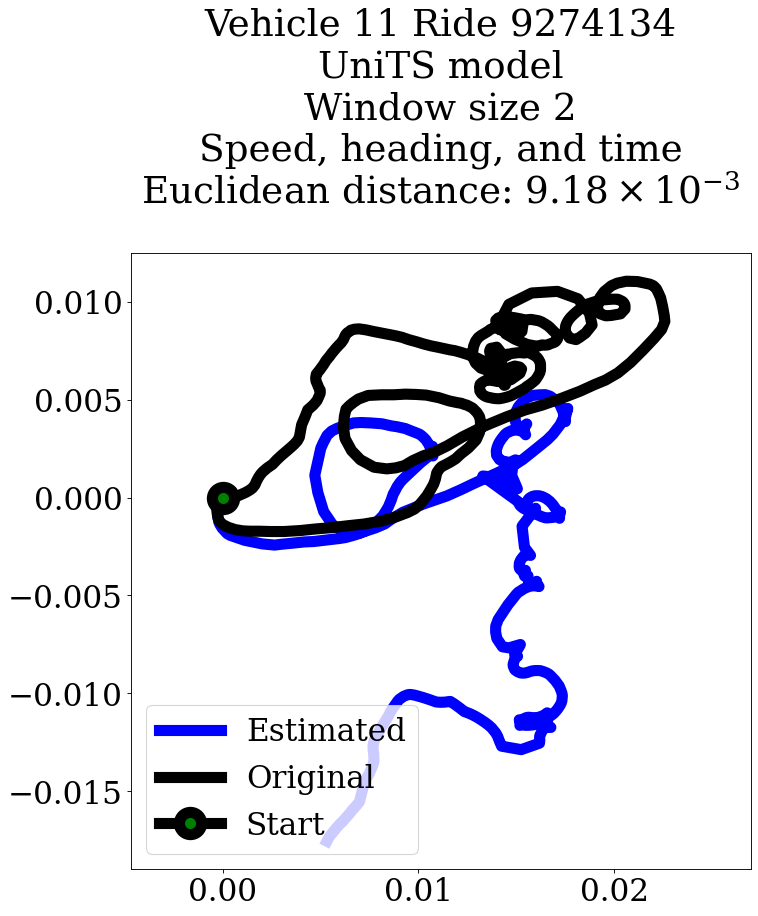 Vehicle 11 Ride 9274134
UniTS model
Window size 2
Speed, heading, and time
Euclidean distance: 9.18 × 10⁻³
0.010
0.005
0.000
−0.005
−0.010
−0.015
Estimated
Original
Start
0.00 0.01 0.02